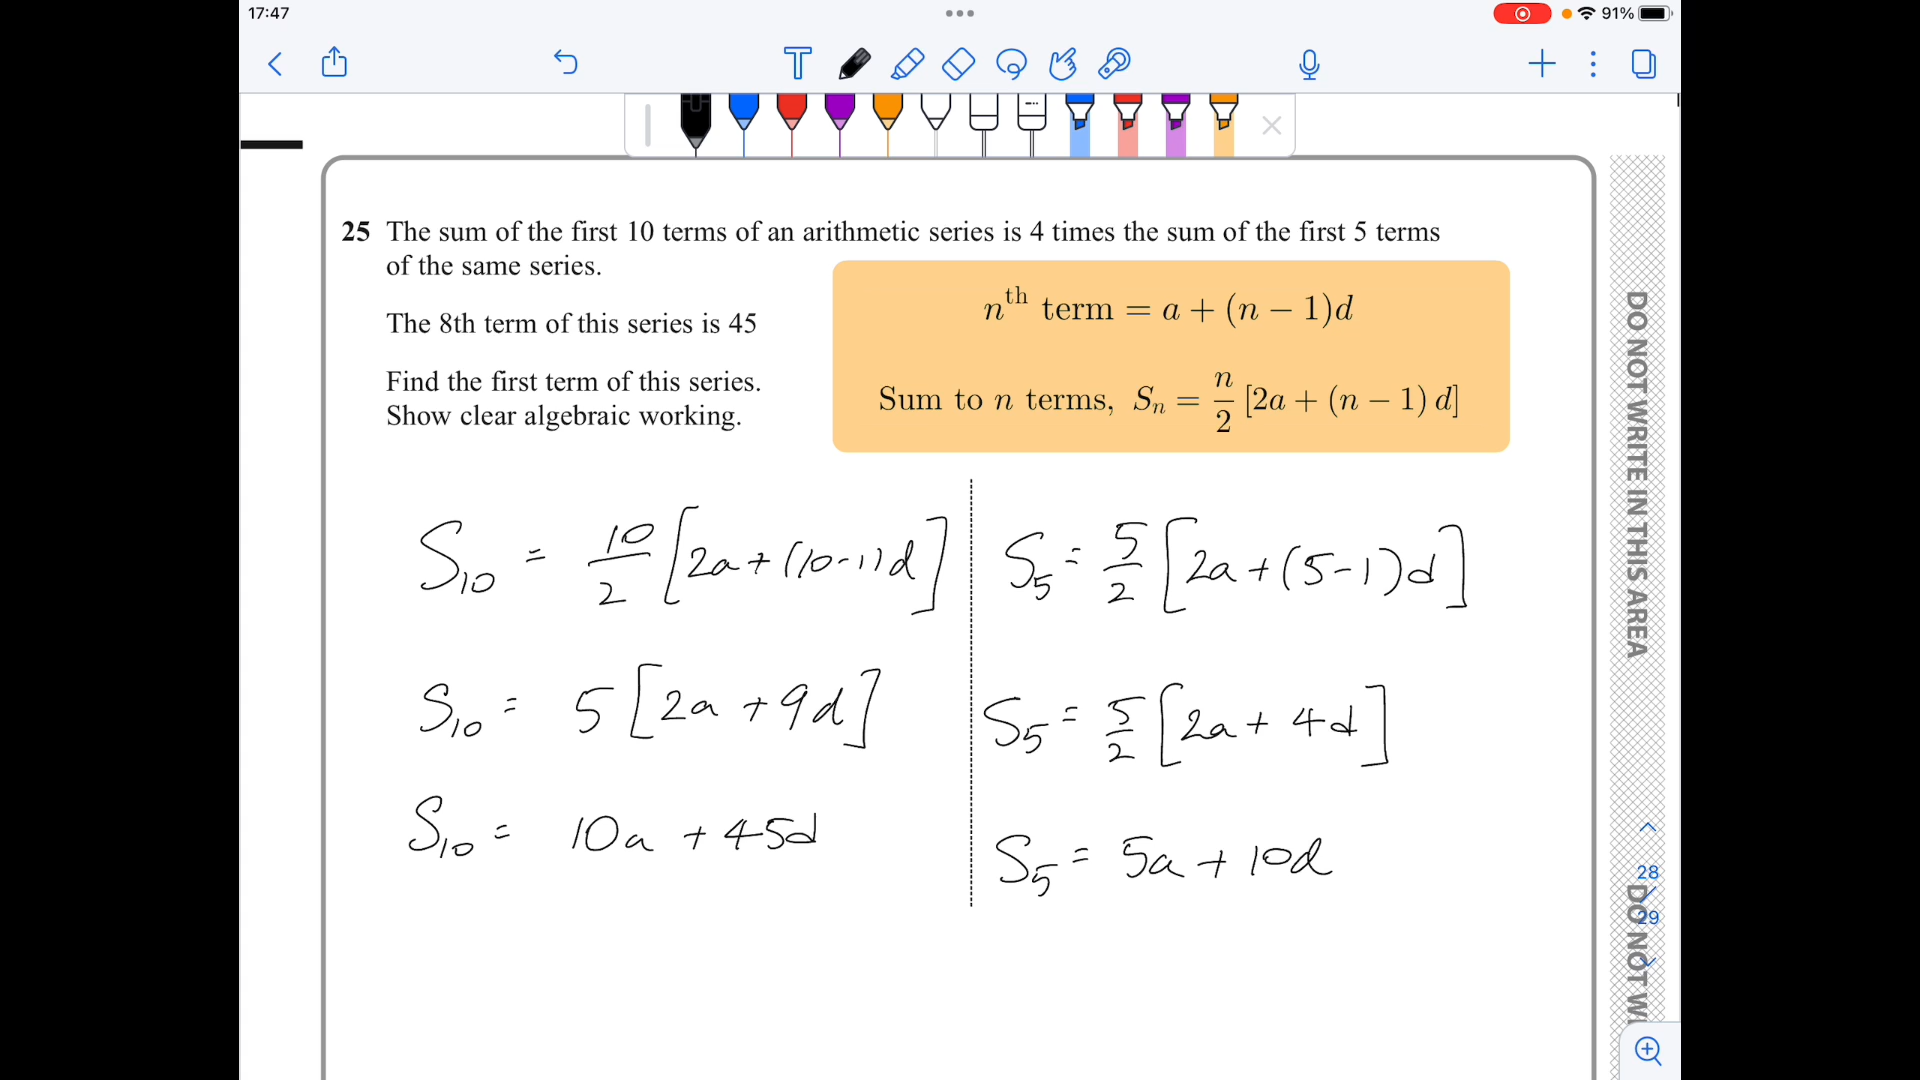 17:47
91%
25 The sum of the first 10 terms of an arithmetic series is 4 times the sum of the first 5 terms
of the same series.
The 8th term of this series is 45
Find the first term of this series.
Show clear algebraic working.
nᵗʰ term = a + (n − 1)d
Sum to n terms, Sₙ = n/2 [2a + (n − 1) d]
S₁₀ = 10/2 [2a + (10-1)d]
S₁₀ = 5 [2a + 9d]
S₁₀ = 10a + 45d
S₅ = 5/2 [2a + (5-1)d]
S₅ = 5/2 [2a + 4d]
S₅ = 5a + 10d
DO NOT WRITE IN THIS AREA
28
/
29
DO NOT WI